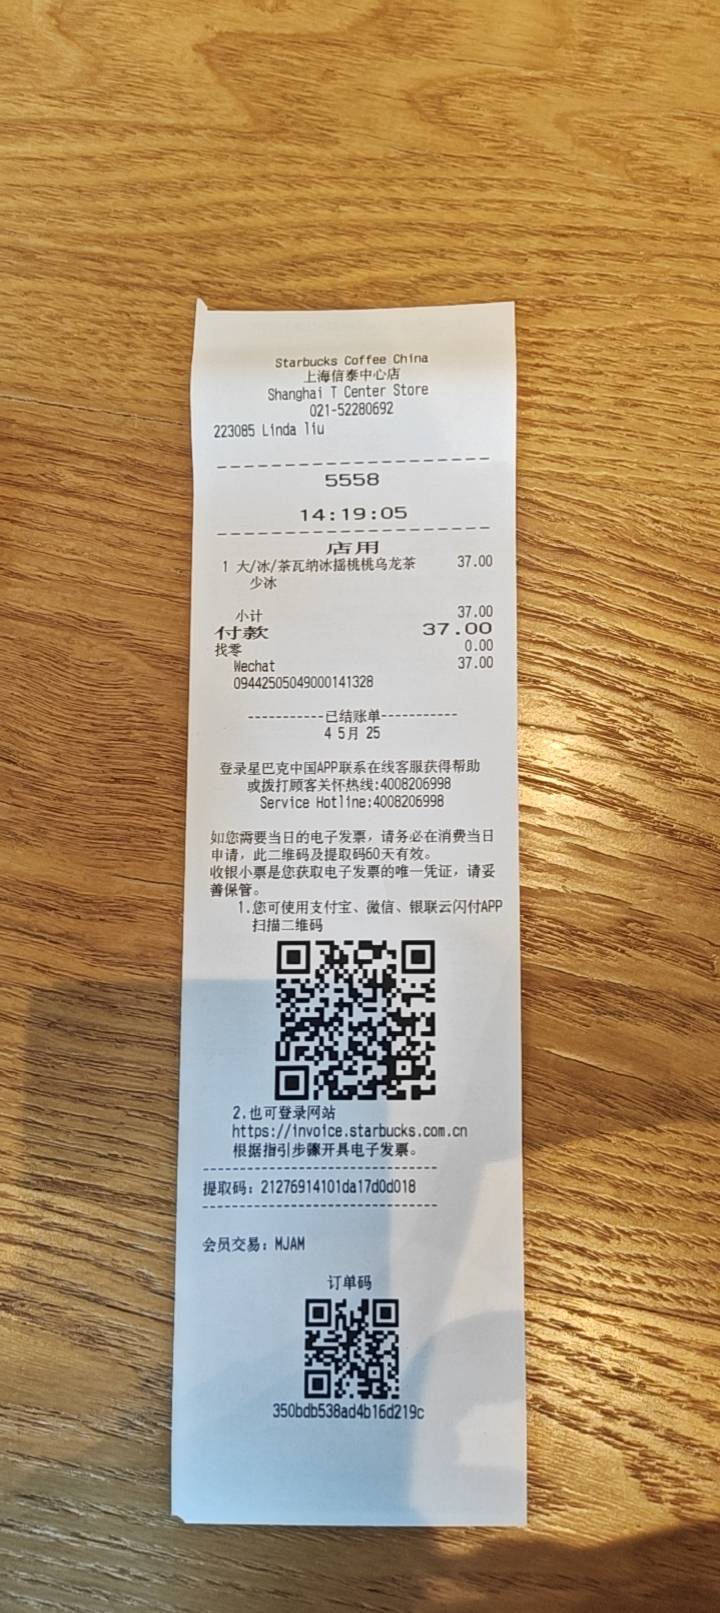 Starbucks Coffee China
上海信泰中心店
Shanghai T Center Store
021-52280692
223085 Linda liu
5558
14:19:05
店用
1 大/冰/茶瓦纳冰摇桃桃乌龙茶 37.00
少冰
小计 37.00
付款 37.00
找零 0.00
Wechat 37.00
09442505049000141328
-----------已结账单-----------
4 5月 25
登录星巴克中国APP联系在线客服获得帮助
或拨打顾客关怀热线:4008206998
Service Hotline:4008206998
如您需要当日的电子发票，请务必在消费当日
申请，此二维码及提取码60天有效。
收银小票是您获取电子发票的唯一凭证，请妥
善保管。
1.您可使用支付宝、微信、银联云闪付APP
扫描二维码
2.也可登录网站
https://invoice.starbucks.com.cn
根据指引步骤开具电子发票。
提取码：21276914101da17d0d018
会员交易：MJAM
订单码
350bdb538ad4b16d219c